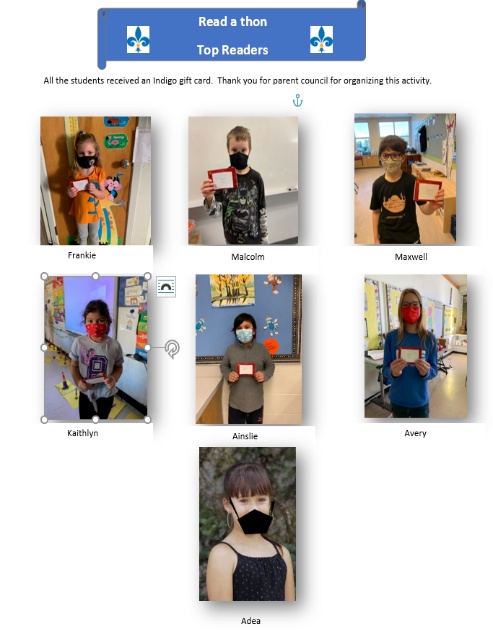 Read a thon
Top Readers
All the students received an Indigo gift card. Thank you for parent council for organizing this activity.
Frankie
Malcolm
Maxwell
Kaithlyn
Ainslie
Avery
Adea